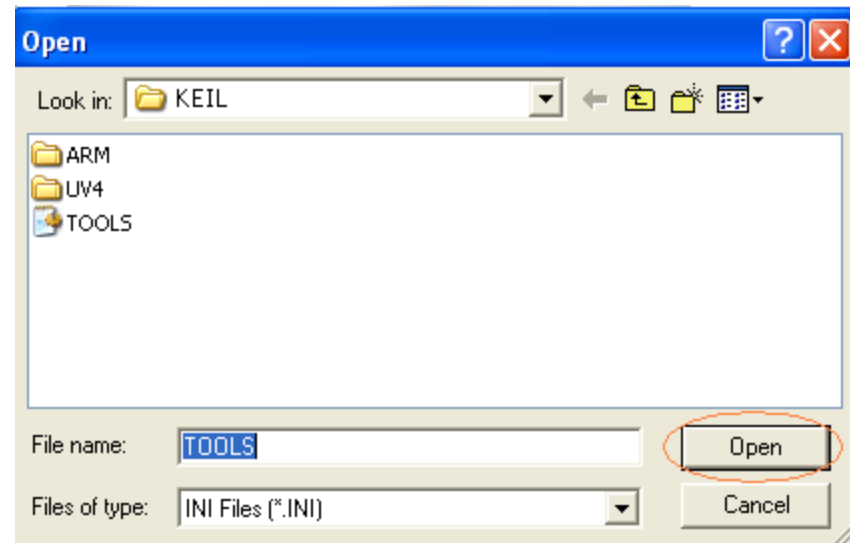 Open
Look in: KEIL
ARM
UV4
TOOLS
File name: TOOLS Open
Files of type: INI Files (*.INI) Cancel